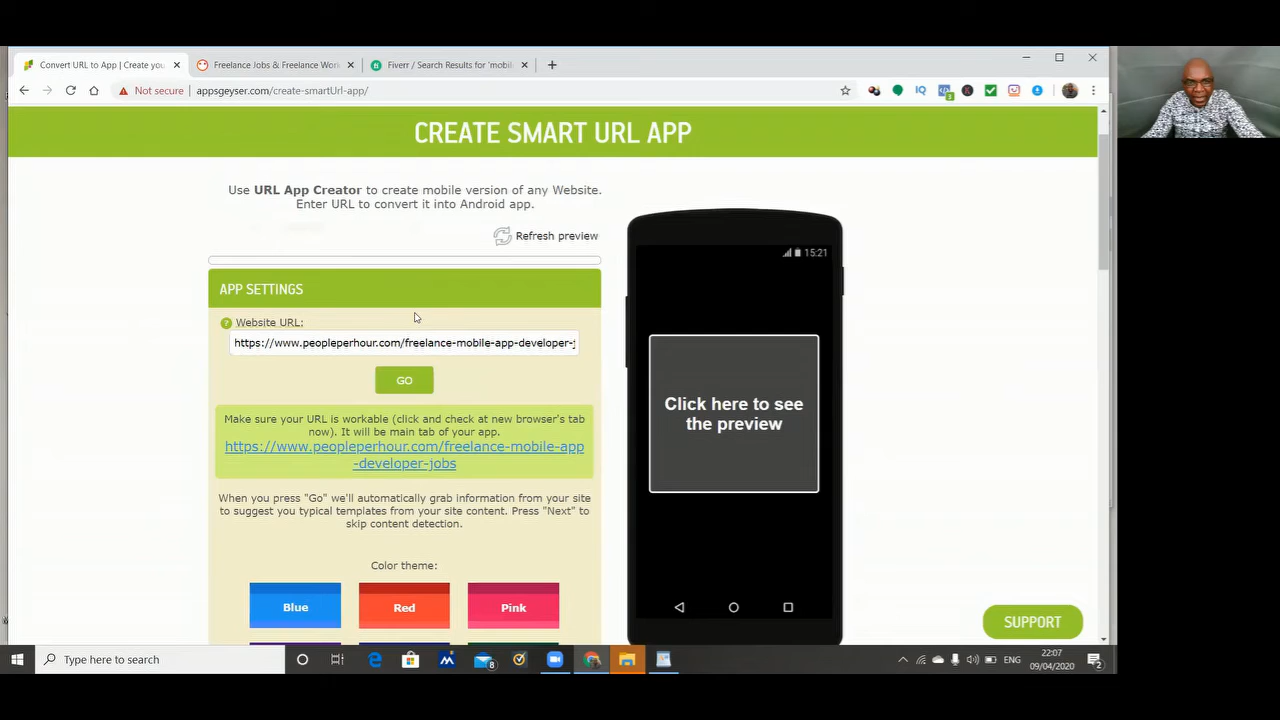 Convert URL to App | Create you
Freelance Jobs & Freelance Work
Fiverr / Search Results for 'mobil
Not secure
appsgeyser.com/create-smartUrl-app/
CREATE SMART URL APP
Use URL App Creator to create mobile version of any Website.
Enter URL to convert it into Android app.
Refresh preview
APP SETTINGS
? Website URL:
https://www.peopleperhour.com/freelance-mobile-app-developer-j
GO
Make sure your URL is workable (click and check at new browser's tab
now). It will be main tab of your app.
https://www.peopleperhour.com/freelance-mobile-app
-developer-jobs
When you press "Go" we'll automatically grab information from your site
to suggest you typical templates from your site content. Press "Next" to
skip content detection.
Color theme:
Blue
Red
Pink
15:21
Click here to see
the preview
SUPPORT
Type here to search
8
ENG
22:07
09/04/2020
2